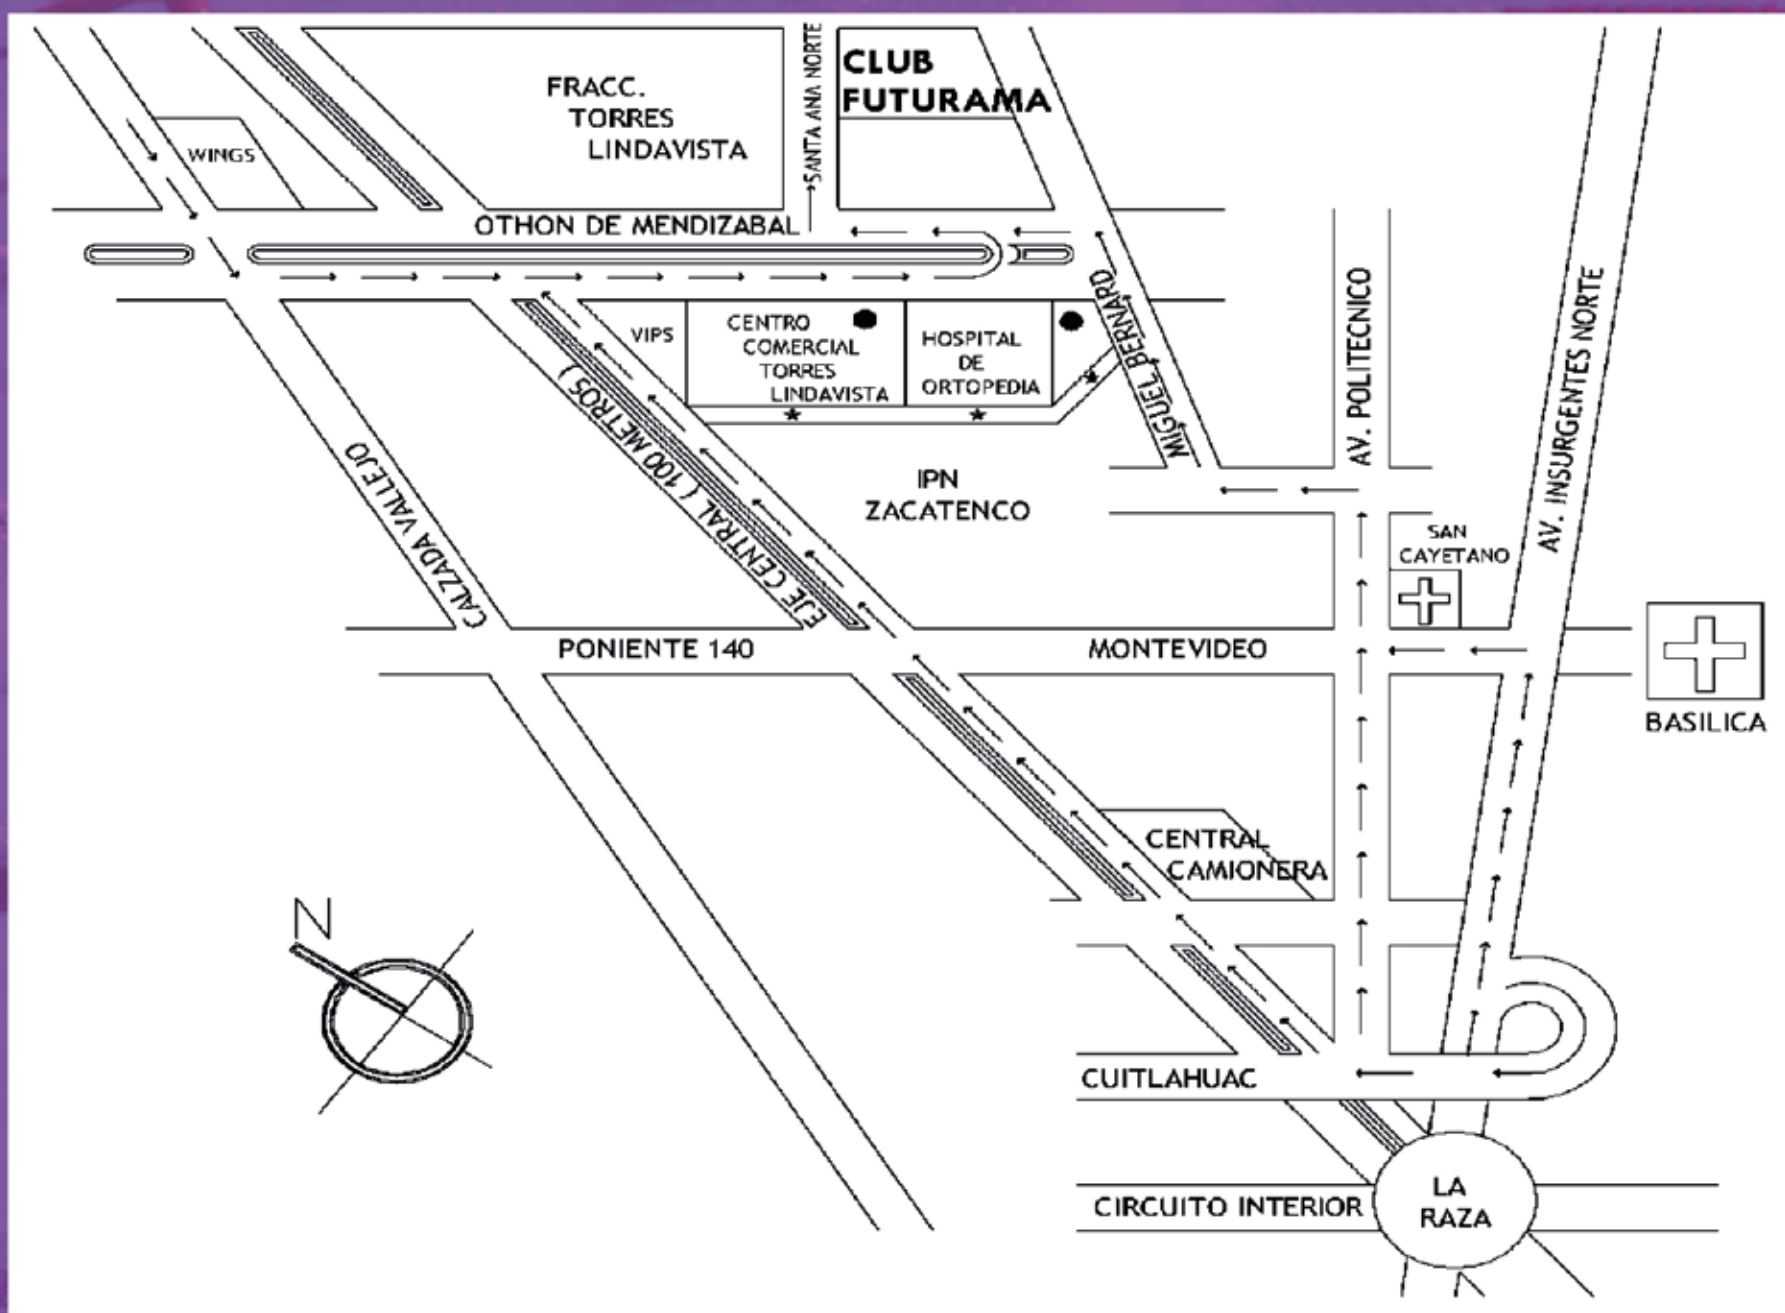 SANTA ANA NORTE
CLUB
FUTURAMA
FRACC.
TORRES
LINDAVISTA
WINGS
OTHON DE MENDIZABAL
VIPS
CENTRO
COMERCIAL
TORRES
LINDAVISTA
HOSPITAL
DE
ORTOPEDIA
MIGUEL BERNARD
AV. POLITECNICO
AV. INSURGENTES NORTE
CALZADA VALLEJO
EJE CENTRAL ( 100 METROS )
IPN
ZACATENCO
SAN
CAYETANO
PONIENTE 140
MONTEVIDEO
BASILICA
CENTRAL
CAMIONERA
N
CUITLAHUAC
CIRCUITO INTERIOR
LA
RAZA